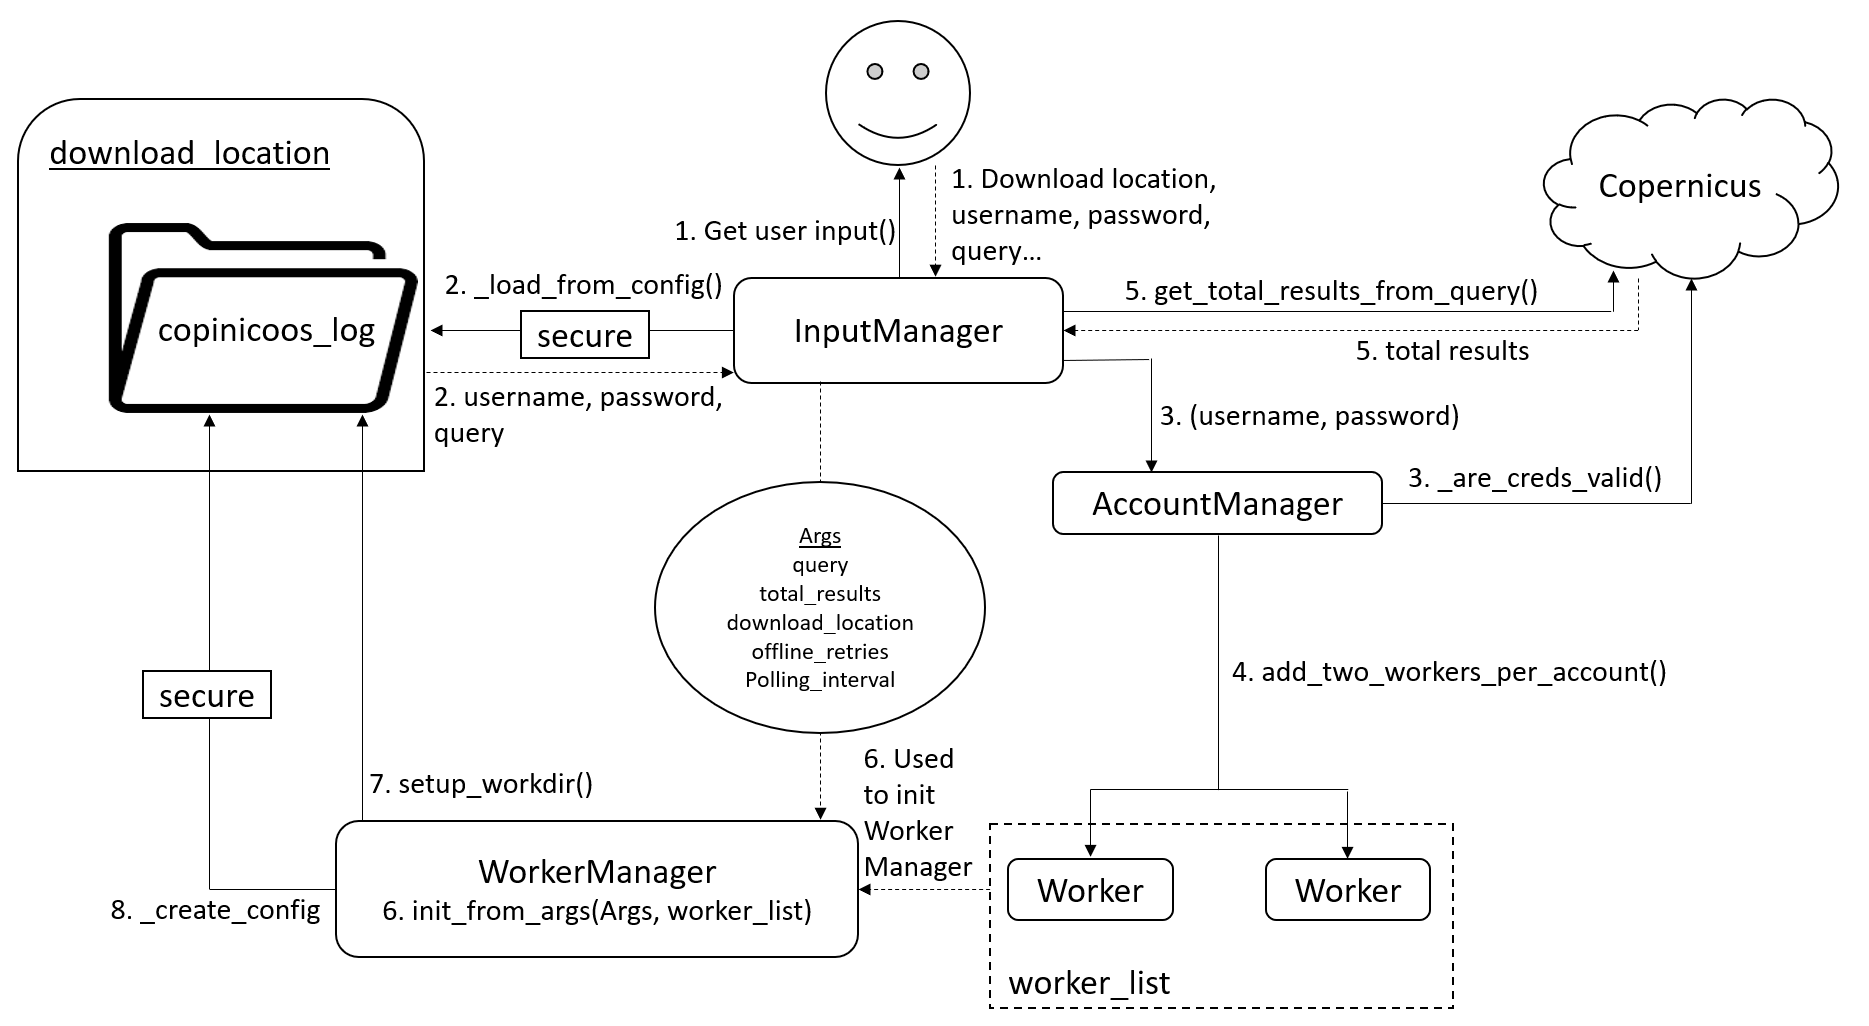 download_location
copinicoos_log
1. Get user input()
1. Download location,
username, password,
query...
Copernicus
2. _load_from_config()
secure
InputManager
5. get_total_results_from_query()
5. total results
2. username, password,
query
3. (username, password)
AccountManager
3. _are_creds_valid()
Args
query
total_results
download_location
offline_retries
Polling_interval
4. add_two_workers_per_account()
secure
7. setup_workdir()
6. Used
to init
Worker
Manager
WorkerManager
6. init_from_args(Args, worker_list)
8. _create_config
Worker
Worker
worker_list